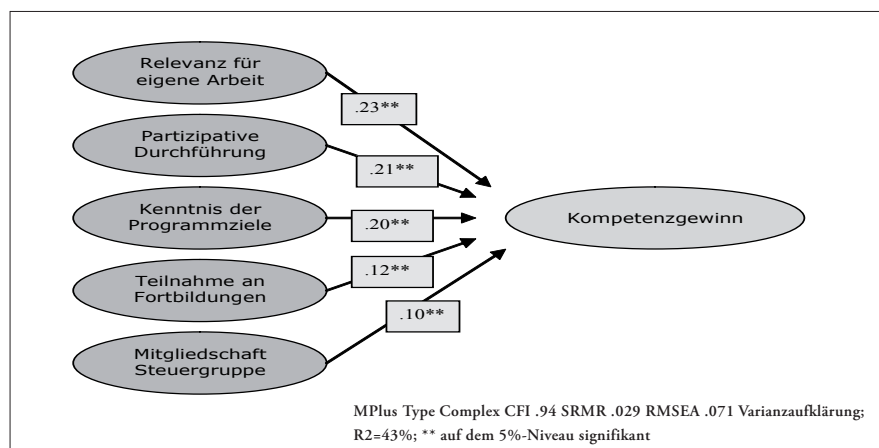 Relevanz für
eigene Arbeit
.23**
Partizipative
Durchführung
.21**
Kenntnis der
Programmziele
.20**
Kompetenzgewinn
Teilnahme an
Fortbildungen
.12**
.10**
Mitgliedschaft
Steuergruppe
MPlus Type Complex CFI .94 SRMR .029 RMSEA .071 Varianzaufklärung;
R2=43%; ** auf dem 5%-Niveau signifikant